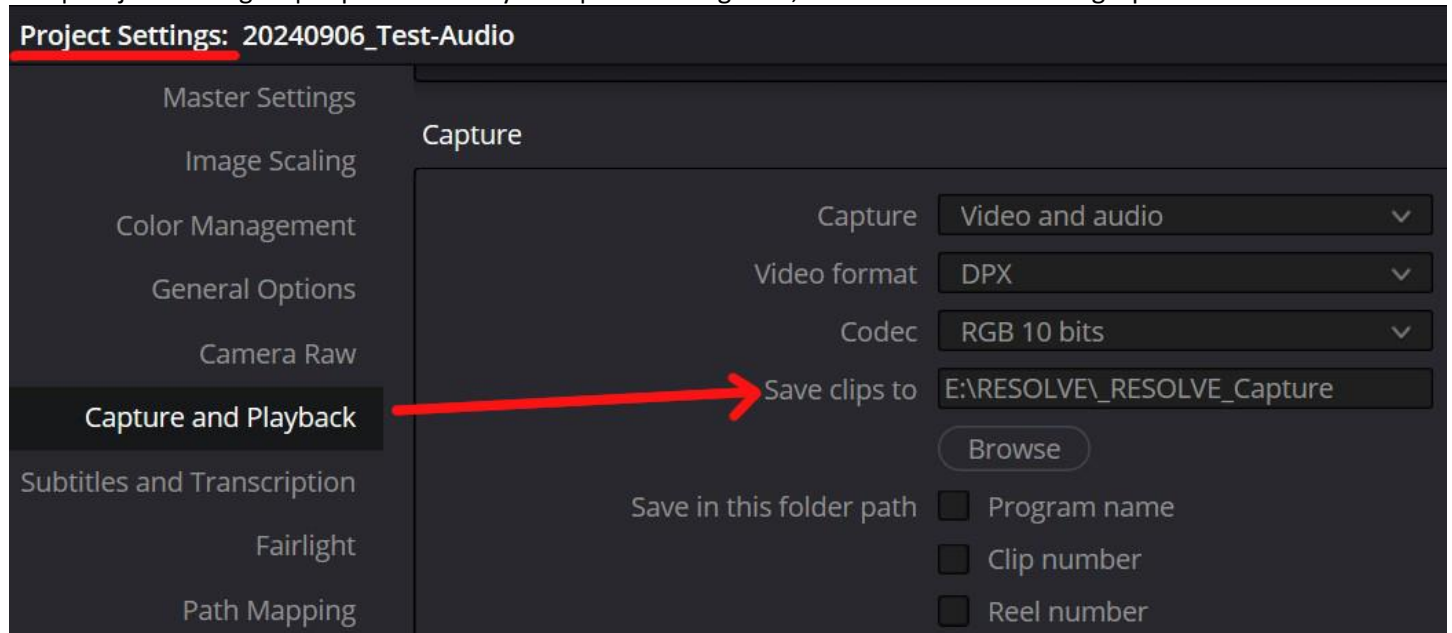 Project Settings: 20240906_Test-Audio
Master Settings
Image Scaling
Color Management
General Options
Camera Raw
Capture and Playback
Subtitles and Transcription
Fairlight
Path Mapping
Capture
Capture Video and audio
Video format DPX
Codec RGB 10 bits
Save clips to E:\RESOLVE\_RESOLVE_Capture
Browse
Save in this folder path Program name
Clip number
Reel number